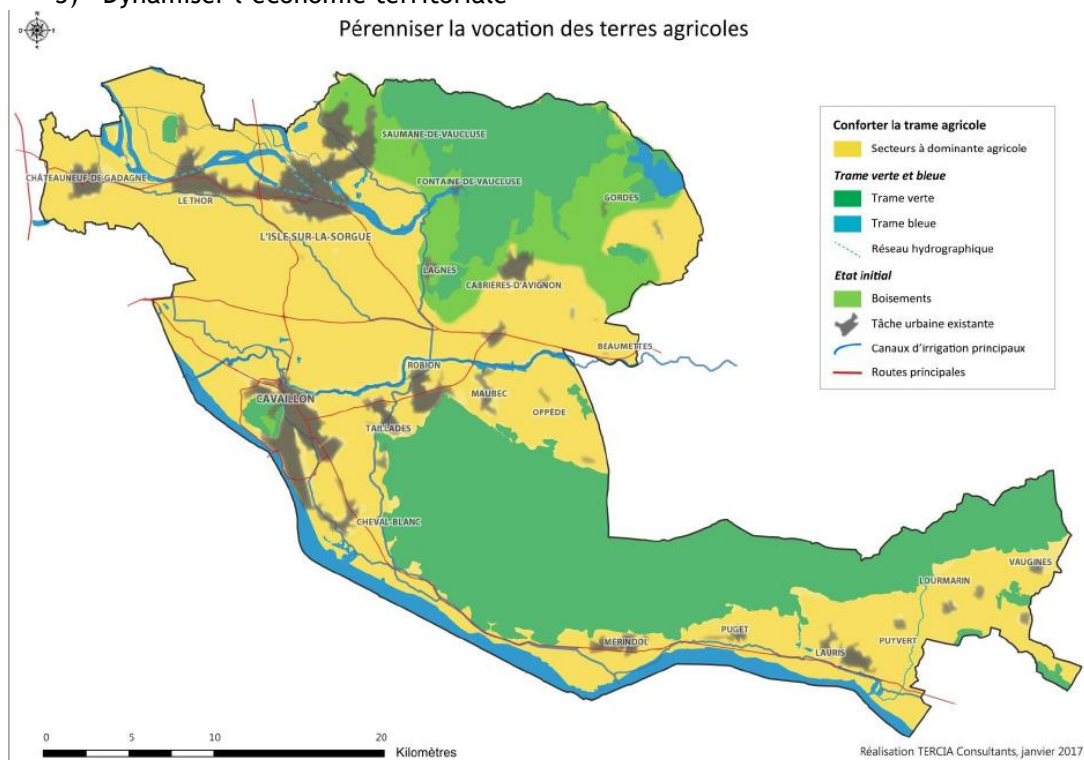 Dynamiser l'économie territoriale
Pérenniser la vocation des terres agricoles
N
Conforter la trame agricole
Secteurs à dominante agricole
Trame verte et bleue
Trame verte
Trame bleue
Réseau hydrographique
Etat initial
Boisements
Tâche urbaine existante
Canaux d'irrigation principaux
Routes principales
SAUMANE-DE-VAUCLUSE
CHÂTEAUNEUF-DE-GADAGNE
FONTAINE-DE-VAUCLUSE
LE THOR
GORDES
L'ISLE-SUR-LA-SORGUE
LAGNES
CABRIÈRES-D'AVIGNON
BEAUMETTES
ROBION
CAVAILLON
MAUBEC
OPPÈDE
TAILLADES
CHEVAL-BLANC
VAUGINES
LOURMARIN
PUGET
MÉRINDOL
PUYVERT
LAURIS
0 5 10 20
Kilomètres
Réalisation TERCIA Consultants, janvier 2017